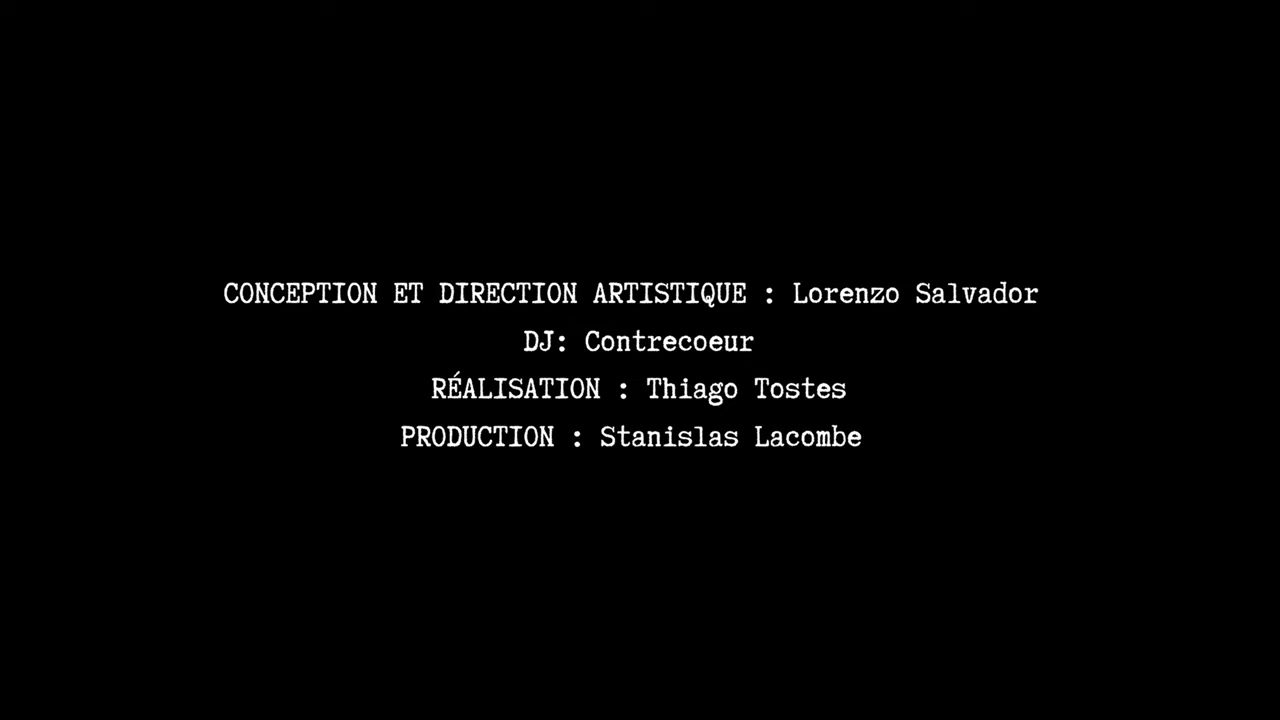 CONCEPTION ET DIRECTION ARTISTIQUE : Lorenzo Salvador
DJ: Contrecoeur
RÉALISATION : Thiago Tostes
PRODUCTION : Stanislas Lacombe